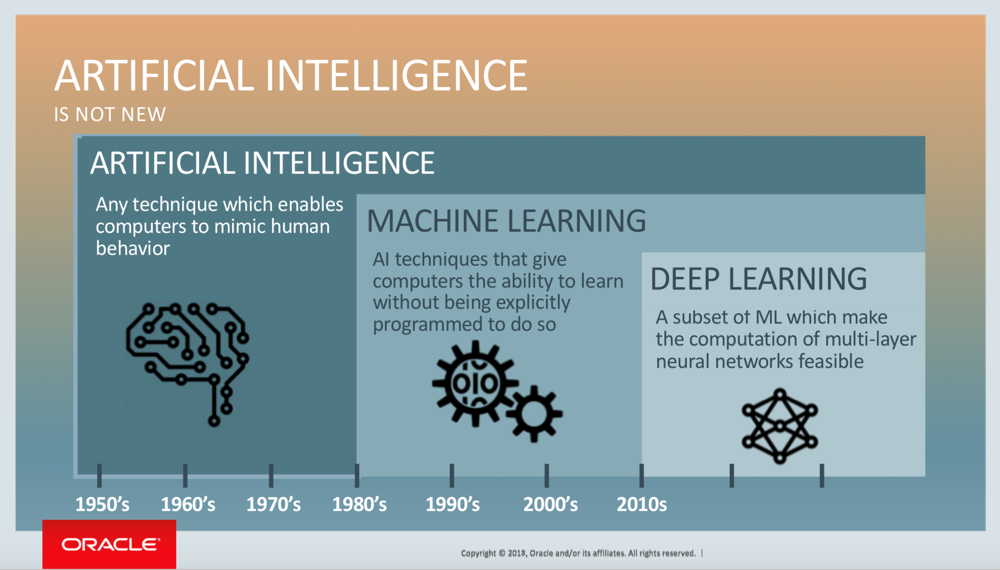 ARTIFICIAL INTELLIGENCE
IS NOT NEW
ARTIFICIAL INTELLIGENCE
Any technique which enables
computers to mimic human
behavior
MACHINE LEARNING
AI techniques that give
computers the ability to learn
without being explicitly
programmed to do so
DEEP LEARNING
A subset of ML which make
the computation of multi-layer
neural networks feasible
OIO
1950’s 1960’s 1970’s 1980’s 1990’s 2000’s 2010s
ORACLE®
Copyright © Oracle and/or its affiliates. All rights reserved. |